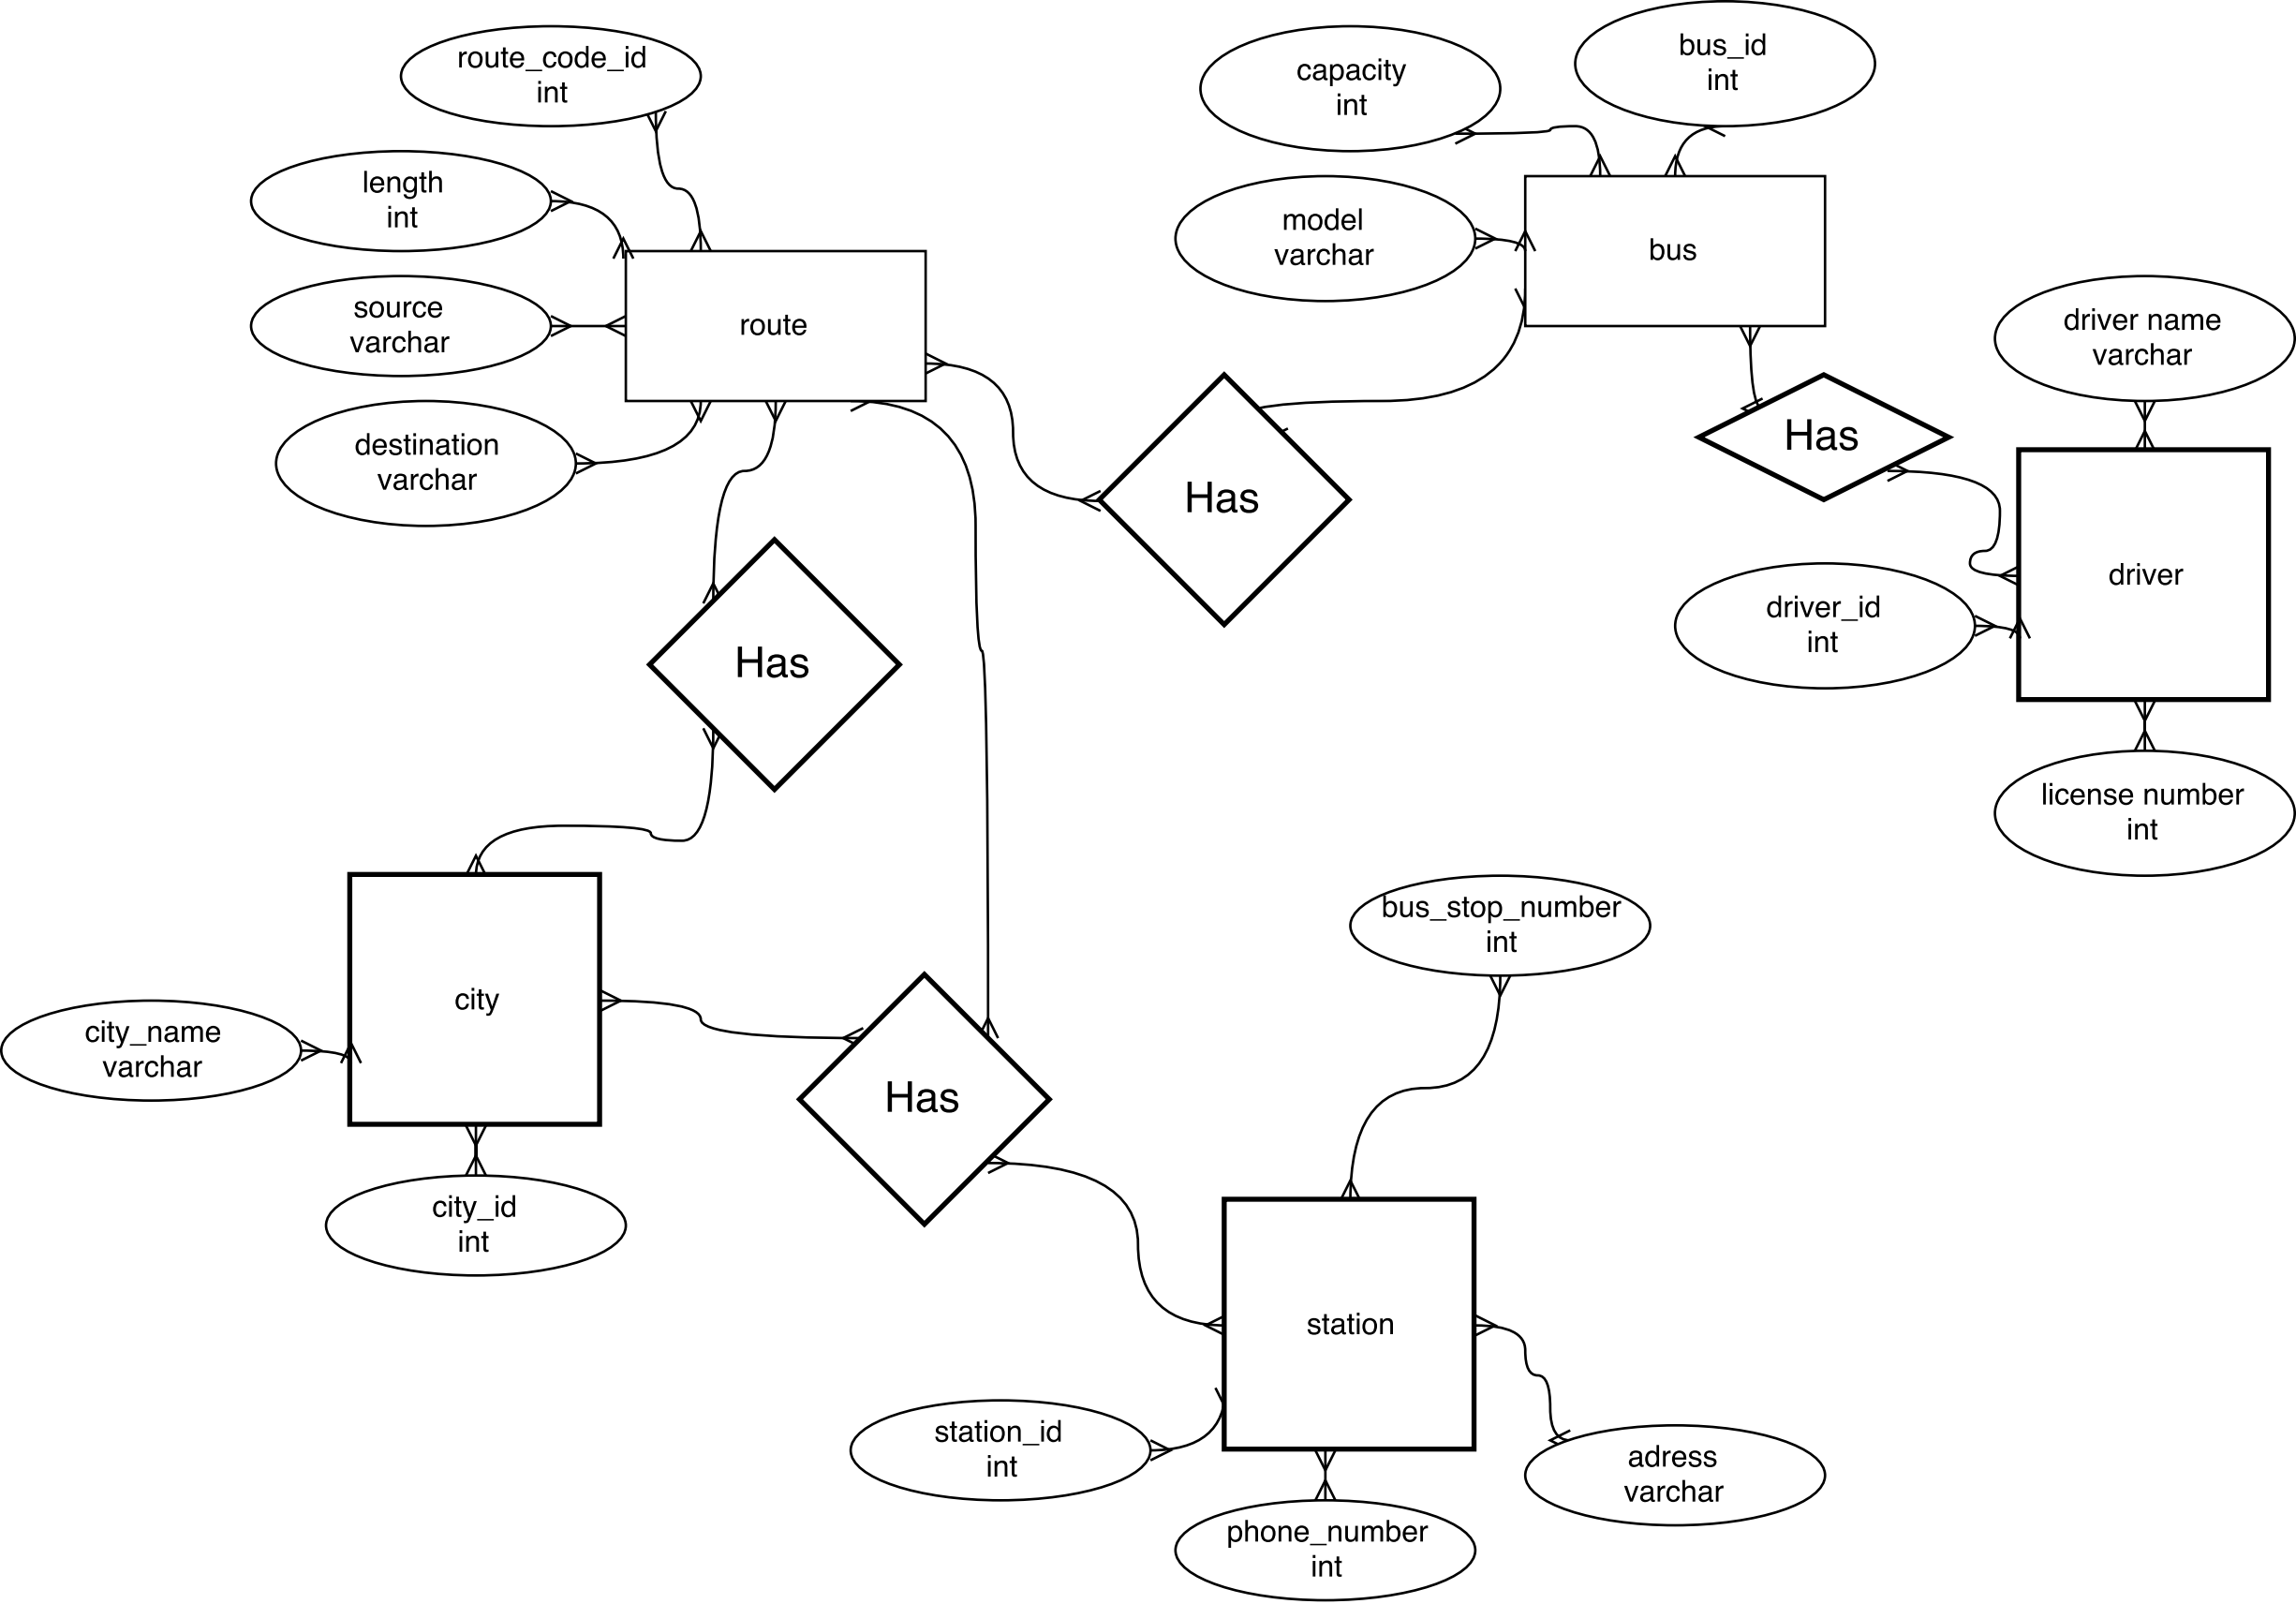 route_code_id
int
capacity
int
bus_id
int
length
int
model
varchar
bus
source
varchar
route
driver name
varchar
destination
varchar
Has
Has
driver
driver_id
int
Has
license number
int
bus_stop_number
int
city
city_name
varchar
Has
city_id
int
station
station_id
int
adress
varchar
phone_number
int